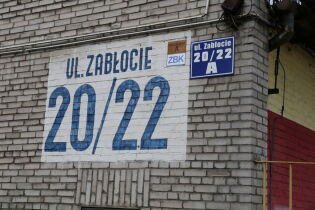 UL. ZABŁOCIE
20/22
ZBK
ul. Zabłocie
20/22
A